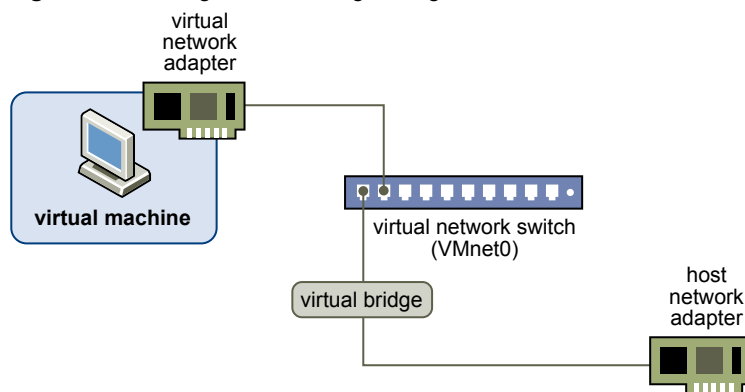 virtual
network
adapter
virtual machine
virtual network switch
(VMnet0)
virtual bridge
host
network
adapter